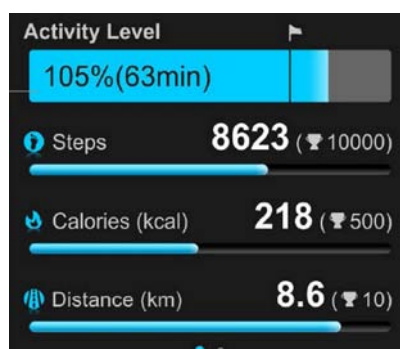 Activity Level
105%(63min)
Steps 8623 (10000)
Calories (kcal) 218 (500)
Distance (km) 8.6 (10)